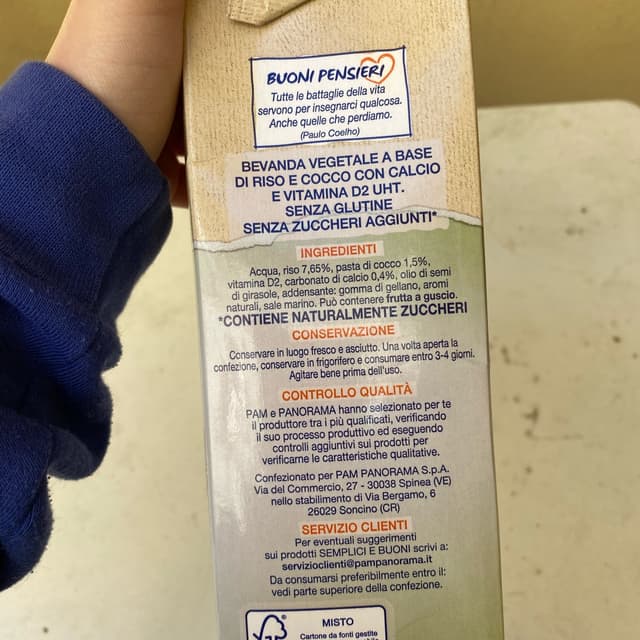 BUONI PENSIERI
Tutte le battaglie della vita
servono per insegnarci qualcosa.
Anche quelle che perdiamo.
(Paulo Coelho)
BEVANDA VEGETALE A BASE
DI RISO E COCCO CON CALCIO
E VITAMINA D2 UHT.
SENZA GLUTINE
SENZA ZUCCHERI AGGIUNTI*
INGREDIENTI
Acqua, riso 7,65%, pasta di cocco 1,5%,
vitamina D2, carbonato di calcio 0,4%, olio di semi
di girasole, addensante: gomma di gellano, aromi
naturali, sale marino. Può contenere frutta a guscio.
*CONTIENE NATURALMENTE ZUCCHERI
CONSERVAZIONE
Conservare in luogo fresco e asciutto. Una volta aperta la
confezione, conservare in frigorifero e consumare entro 3-4 giorni.
Agitare bene prima dell'uso.
CONTROLLO QUALITÀ
PAM e PANORAMA hanno selezionato per te
il produttore tra i più qualificati, verificando
il suo processo produttivo ed eseguendo
controlli aggiuntivi sui prodotti per
verificarne le caratteristiche qualitative.
Confezionato per PAM PANORAMA S.p.A.
Via del Commercio, 27 - 30038 Spinea (VE)
nello stabilimento di Via Bergamo, 6
26029 Soncino (CR)
SERVIZIO CLIENTI
Per eventuali suggerimenti
sui prodotti SEMPLICI E BUONI scrivi a:
servizioclienti@pampanorama.it
Da consumarsi preferibilmente entro il:
vedi parte superiore della confezione.
MISTO
Cartone da fonti gestite